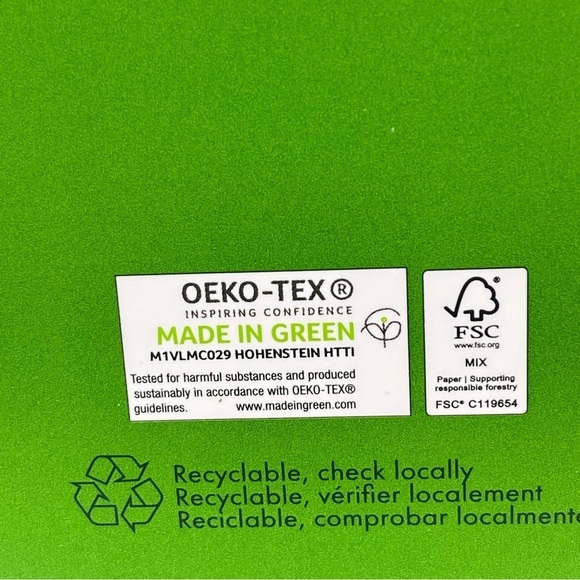 OEKO-TEX®
INSPIRING CONFIDENCE
MADE IN GREEN
M1VLMC029 HOHENSTEIN HTTI
Tested for harmful substances and produced
sustainably in accordance with OEKO-TEX®
guidelines. www.madeingreen.com
FSC
www.fsc.org
MIX
Paper | Supporting
responsible forestry
FSC® C119654
Recyclable, check locally
Recyclable, vérifier localement
Reciclable, comprobar localmente